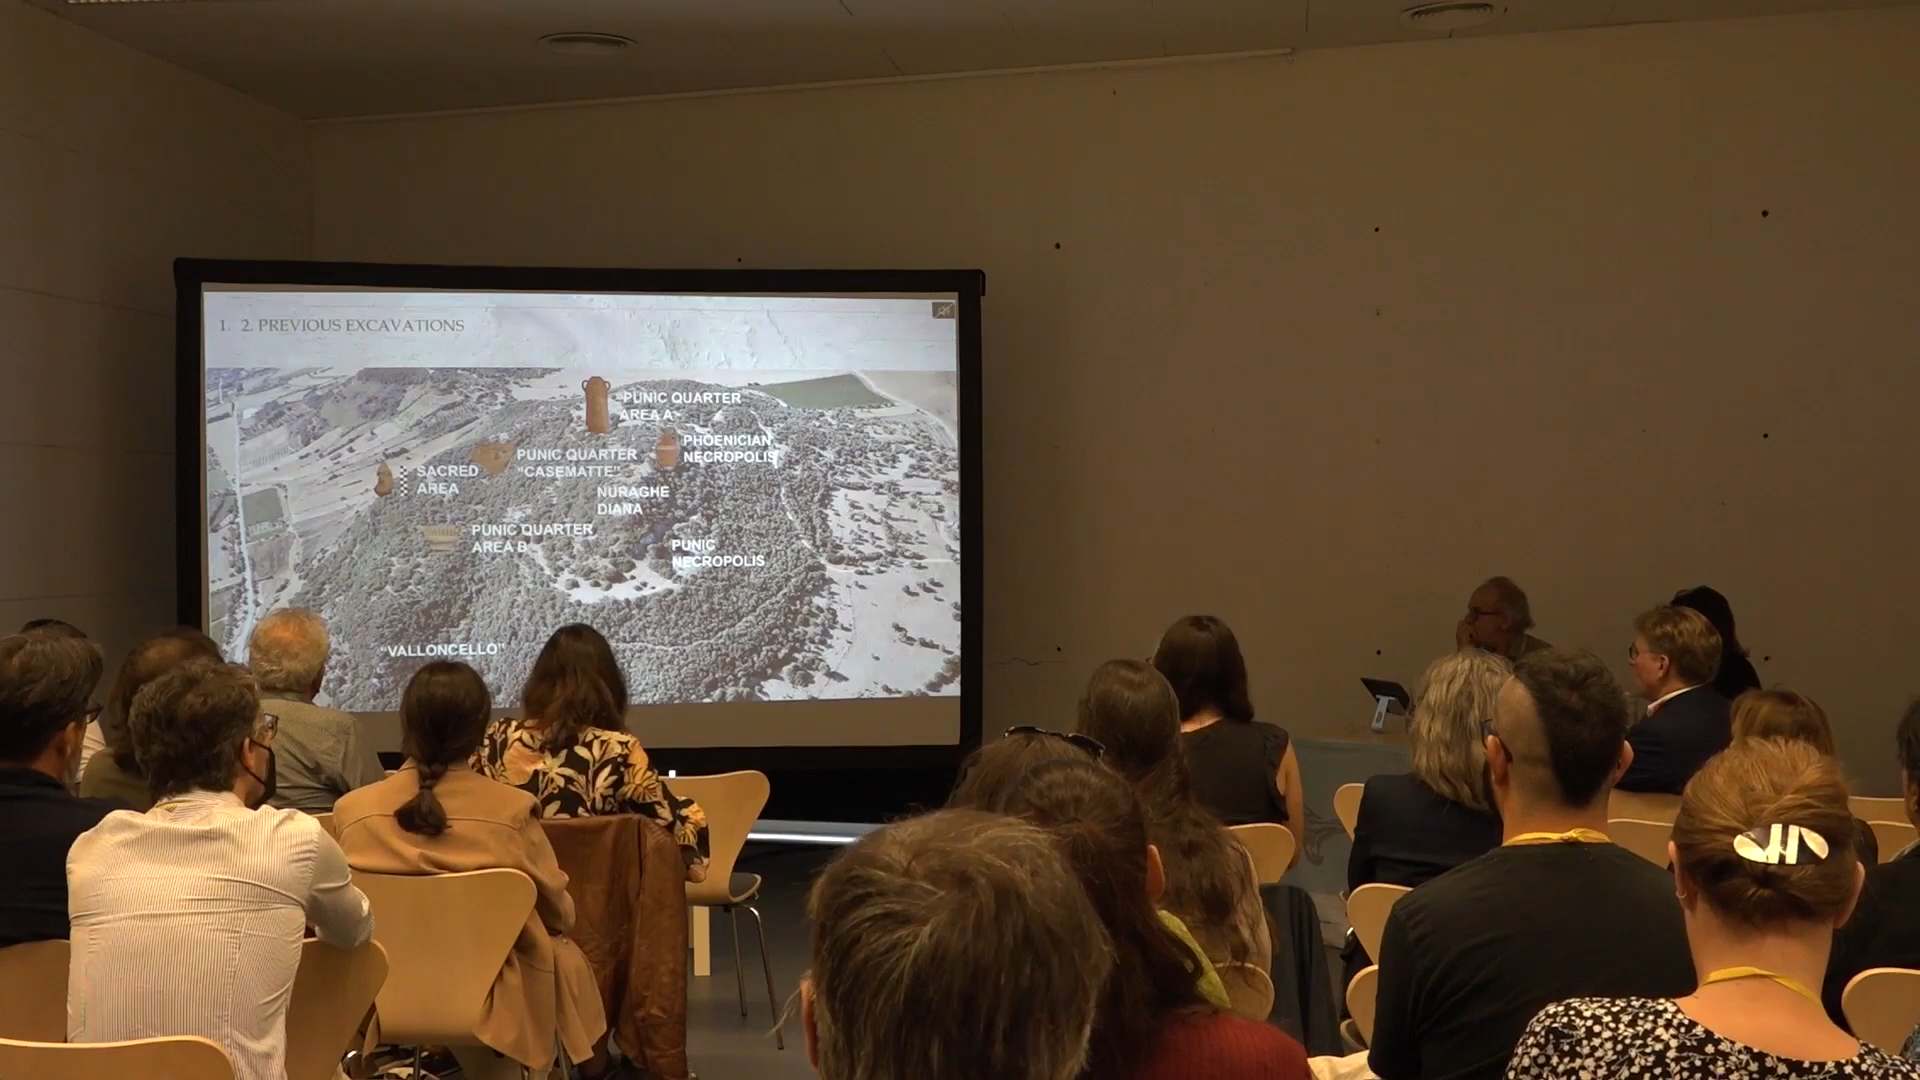 1. 2. PREVIOUS EXCAVATIONS
PUNIC QUARTER
AREA A
PHOENICIAN
NECROPOLIS
PUNIC QUARTER
"CASEMATTE"
SACRED
AREA
NURAGHE
DIANA
PUNIC QUARTER
AREA B
PUNIC
NECROPOLIS
"VALLONCELLO"